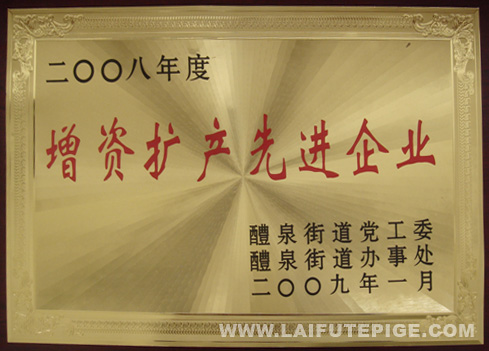 二〇〇八年度
增资扩产先进企业
醴泉街道党工委
醴泉街道办事处
二〇〇九年一月
WWW.LAIFUTEPIGE.COM